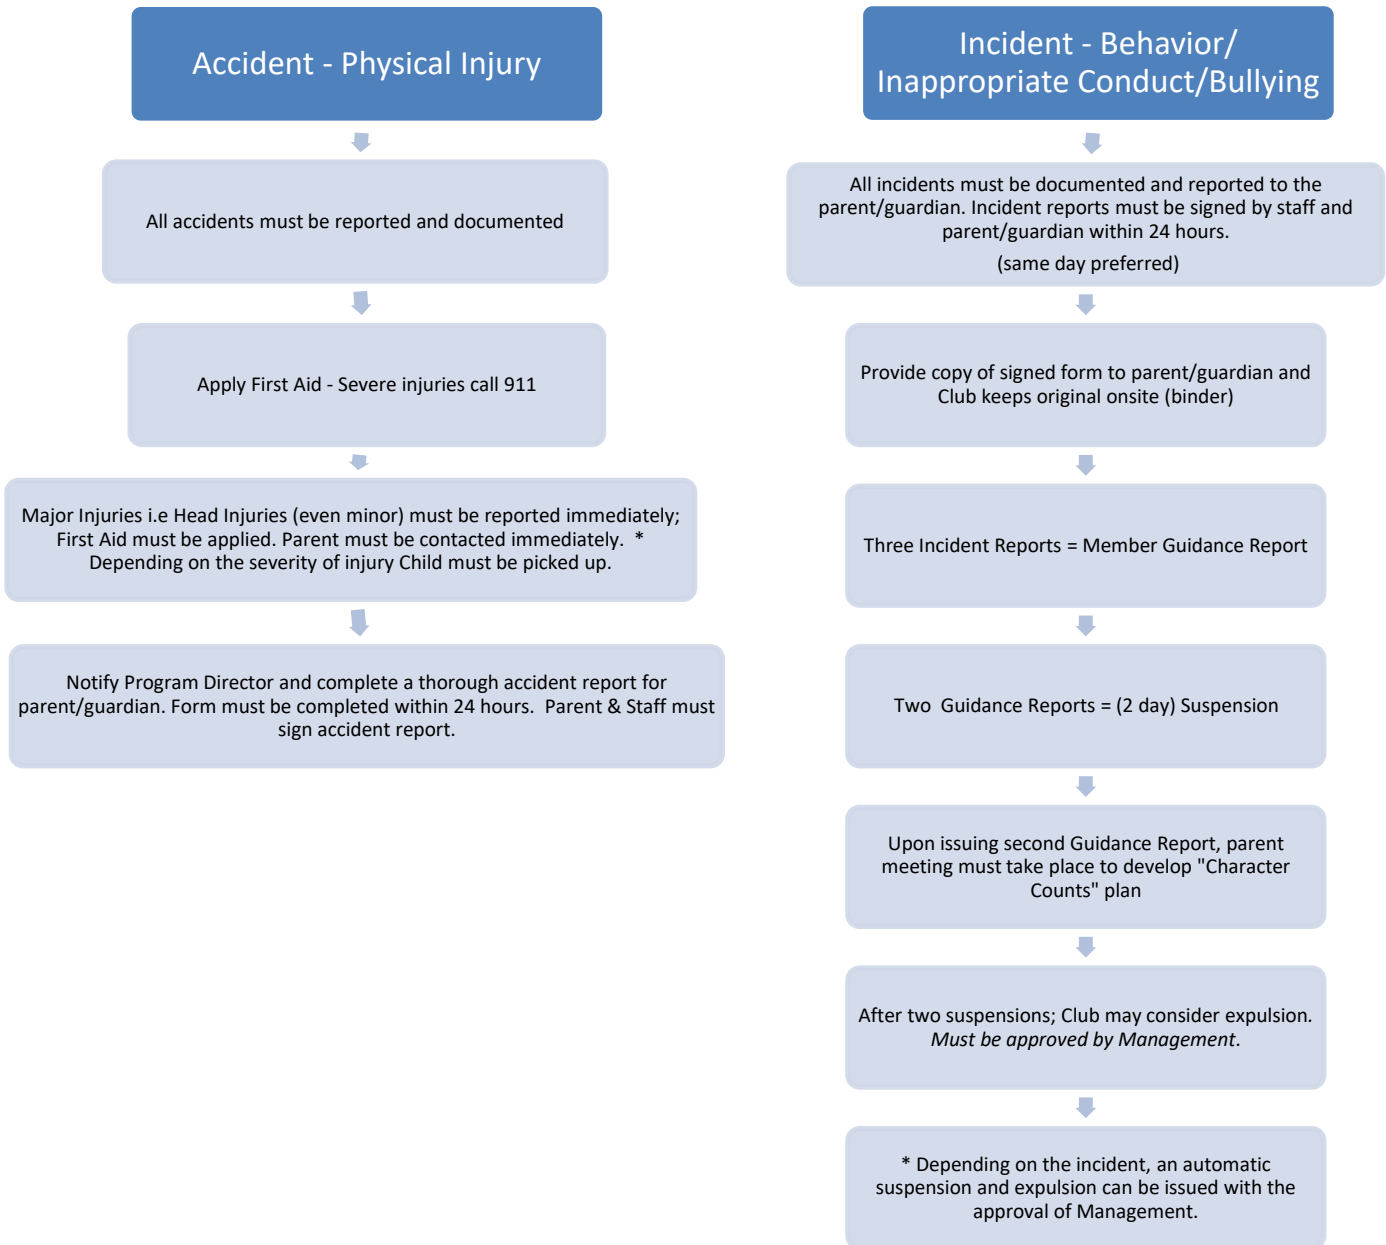 Accident - Physical Injury
All accidents must be reported and documented
Apply First Aid - Severe injuries call 911
Major Injuries i.e Head Injuries (even minor) must be reported immediately;
First Aid must be applied. Parent must be contacted immediately.  *
Depending on the severity of injury Child must be picked up.
Notify Program Director and complete a thorough accident report for
parent/guardian. Form must be completed within 24 hours.  Parent & Staff must
sign accident report.
Incident - Behavior/
Inappropriate Conduct/Bullying
All incidents must be documented and reported to the
parent/guardian. Incident reports must be signed by staff and
parent/guardian within 24 hours.
(same day preferred)
Provide copy of signed form to parent/guardian and
Club keeps original onsite (binder)
Three Incident Reports = Member Guidance Report
Two  Guidance Reports = (2 day) Suspension
Upon issuing second Guidance Report, parent
meeting must take place to develop "Character
Counts" plan
After two suspensions; Club may consider expulsion.
Must be approved by Management.
* Depending on the incident, an automatic
suspension and expulsion can be issued with the
approval of Management.